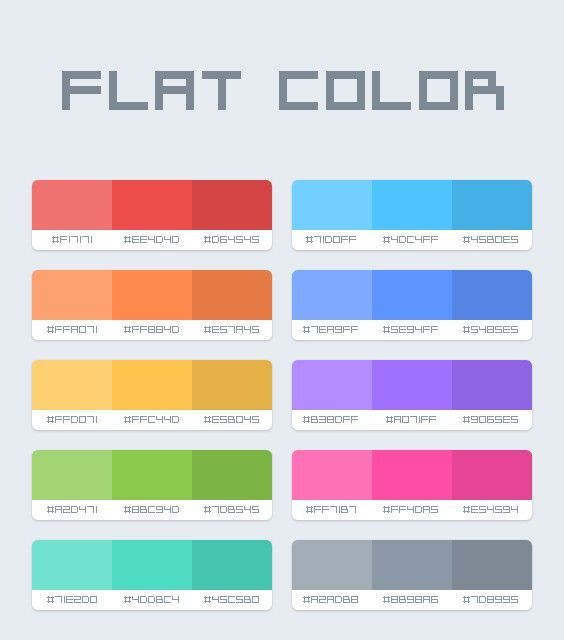 FLAT COLOR
#F17171 #EE4D4D #D64545 #71D0FF #4DC4FF #45B0E5
#FFA071 #FF884D #E57A45 #7EA9FF #5E94FF #5485E5
#FFD071 #FFC44D #E5B045 #B38DFF #A071FF #9065E5
#A2D471 #8BC94D #7DB545 #FF71B7 #FF4DA5 #E54594
#71E2D0 #4DDBC4 #45C5B0 #A2ADB8 #8B98A6 #7D8995